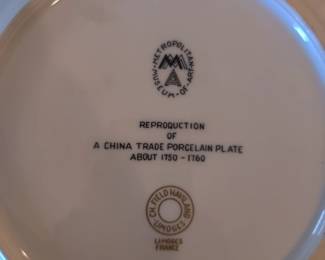 METROPOLITAN
MUSEUM-OF-ART
REPRODUCTION
OF
A CHINA TRADE PORCELAIN PLATE
ABOUT 1750 - 1760
CH. FIELD HAVILAND
LIMOGES
LIMOGES
FRANCE